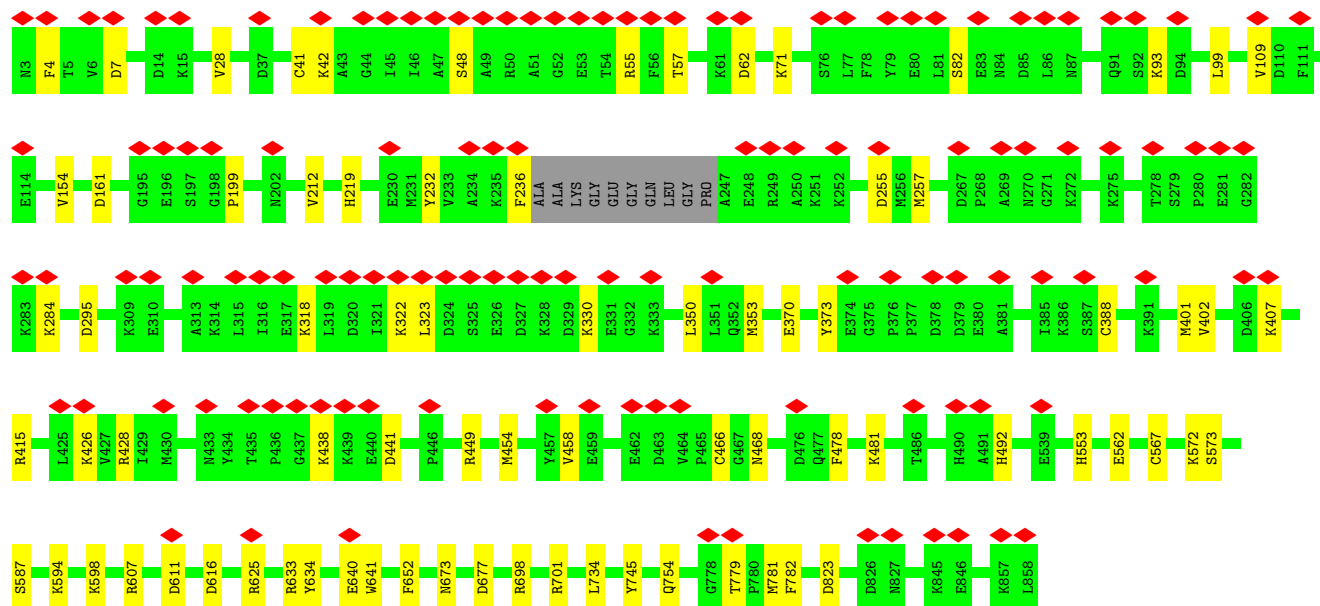 N3 F4 T5 V6 D7 D14 K15 V28 D37 C41 K42 A43 G44 I45 I46 A47 S48 A49 R50 A51 G52 E53 T54 R55 F56 T57 K61 D62 K71 S76 L77 F78 Y79 E80 L81 S82 E83 N84 D85 L86 N87 Q91 S92 K93 D94 L99 V109 D110 F111
E114 V154 D161 G195 E196 S197 G198 P199 N202 V212 H219 E230 M231 Y232 V233 A234 K235 F236 ALA ALA LYS GLY GLU GLY GLN LEU GLY PRO A247 E248 R249 A250 K251 K252 D255 M256 M257 D267 P268 A269 N270 G271 K272 K275 T278 S279 P280 E281 G282
K283 K284 D295 K309 E310 A313 K314 L315 I316 E317 K318 L319 D320 I321 K322 L323 D324 S325 E326 D327 K328 D329 K330 E331 G332 K333 L350 L351 Q352 M353 E370 Y373 E374 G375 P376 P377 D378 D379 E380 A381 I385 K386 S387 C388 K391 M401 V402 D406 K407
R415 L425 K426 V427 R428 I429 M430 N433 Y434 T435 P436 G437 K438 K439 E440 D441 P446 R449 M454 Y457 V458 E459 E462 D463 V464 P465 C466 G467 N468 D476 Q477 F478 K481 T486 H490 A491 H492 E539 H553 E562 C567 K572 S573
S587 K594 K598 R607 D611 D616 R625 R633 Y634 E640 W641 F652 N673 D677 R698 R701 L734 Y745 Q754 G778 T779 P780 M781 F782 D823 D826 N827 K845 E846 K857 L858